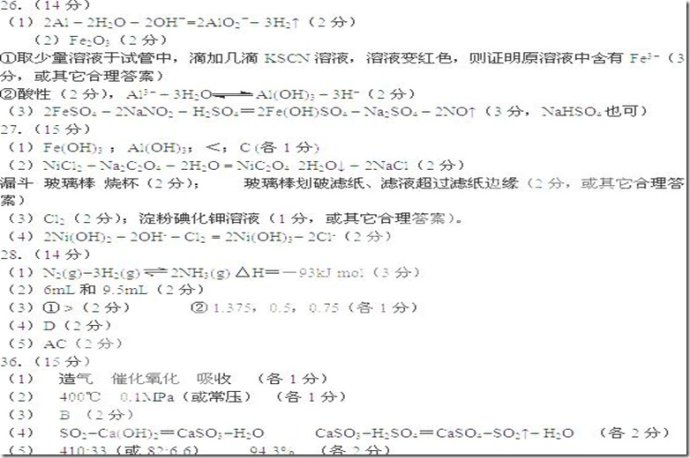 26.(14分)
(1) 2Al-2H₂O-2OH⁻=2AlO₂⁻-3H₂↑(2分)
(2) Fe₂O₃(2分)
①取少量溶液于试管中，滴加几滴 KSCN 溶液，溶液变红色，则证明原溶液中含有 Fe³⁻(3
分，或其它合理答案)
②酸性(2分)，Al³⁻-3H₂O⇌Al(OH)₃-3H⁻(2分)
(3) 2FeSO₄-2NaNO₂-H₂SO₄=2Fe(OH)SO₄-Na₂SO₄-2NO↑(3分，NaHSO₄也可)
27.(15分)
(1) Fe(OH)₃；Al(OH)₃；<；C(各1分)
(2) NiCl₂-Na₂C₂O₄-2H₂O=NiC₂O₄ 2H₂O↓-2NaCl(2分)
漏斗 玻璃棒 烧杯(2分)； 玻璃棒划破滤纸、滤液超过滤纸边缘(2分，或其它合理答
案)
(3) Cl₂(2分)；淀粉碘化钾溶液(1分，或其它合理答案)。
(4) 2Ni(OH)₂-2OH⁻-Cl₂=2Ni(OH)₃-2Cl⁻(2分)
28.(14分)
(1) N₂(g)-3H₂(g)⇌2NH₃(g) △H=-93kJ mol(3分)
(2) 6mL 和 9.5mL(2分)
(3) ①>(2分) ②1.375，0.5，0.75(各1分)
(4) D(2分)
(5) AC(2分)
36.(15分)
(1) 造气 催化氧化 吸收 (各1分)
(2) 400℃ 0.1MPa(或常压) (各1分)
(3) B (2分)
(4) SO₂-Ca(OH)₂=CaSO₃-H₂O CaSO₃-H₂SO₄=CaSO₄-SO₂↑-H₂O (各2分)
(5) 410:33(或 82:6.6) 94.3% (各2分)